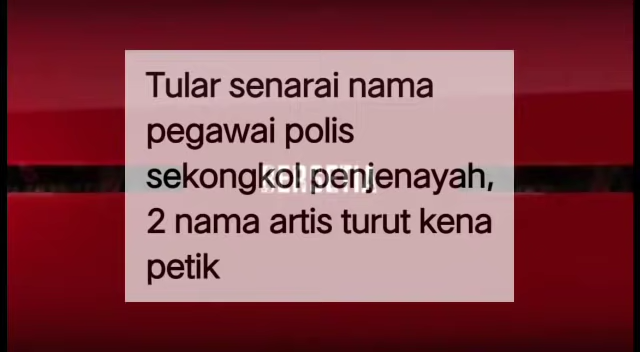 Tular senarai nama
pegawai polis
sekongkol penjenayah,
2 nama artis turut kena
petik